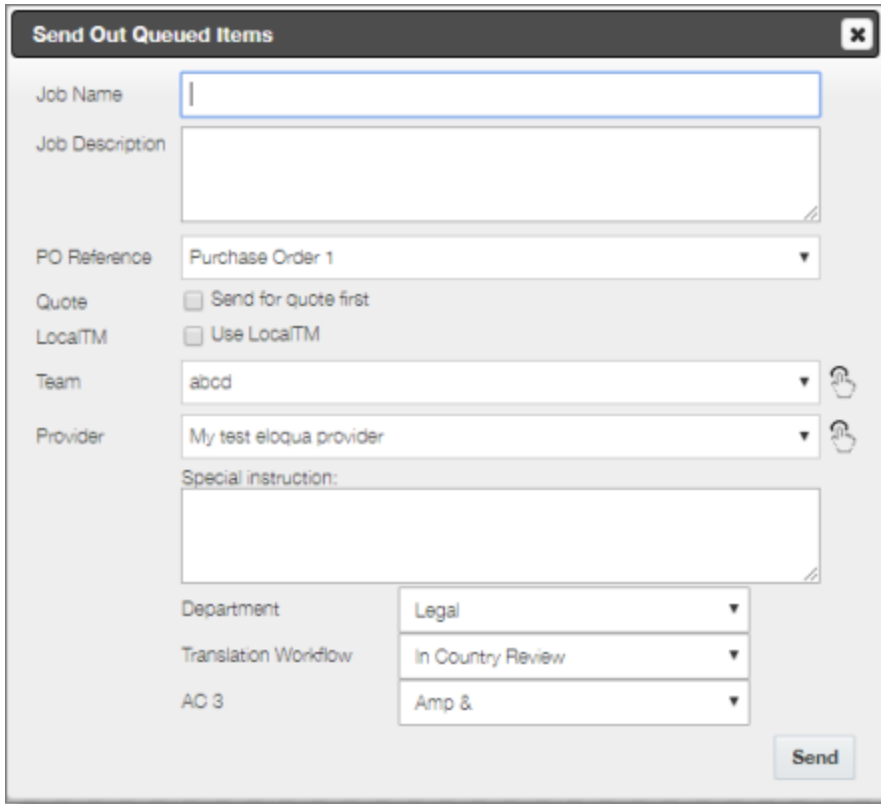 Send Out Queued Items
Job Name
Job Description
PO Reference Purchase Order 1
Quote Send for quote first
LocalTM Use LocalTM
Team abcd
Provider My test eloqua provider
Special instruction:
Department Legal
Translation Workflow In Country Review
AC 3 Amp &
Send